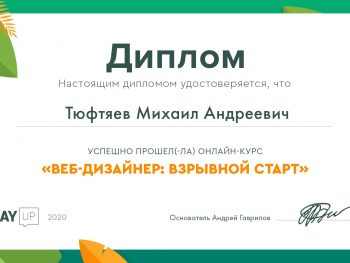 Диплом
Настоящим дипломом удостоверяется, что
Тюфтяев Михаил Андреевич
УСПЕШНО ПРОШЕЛ(-ЛА) ОНЛАЙН-КУРС
«ВЕБ-ДИЗАЙНЕР: ВЗРЫВНОЙ СТАРТ»
AY UP 2020
Основатель Андрей Гаврилов